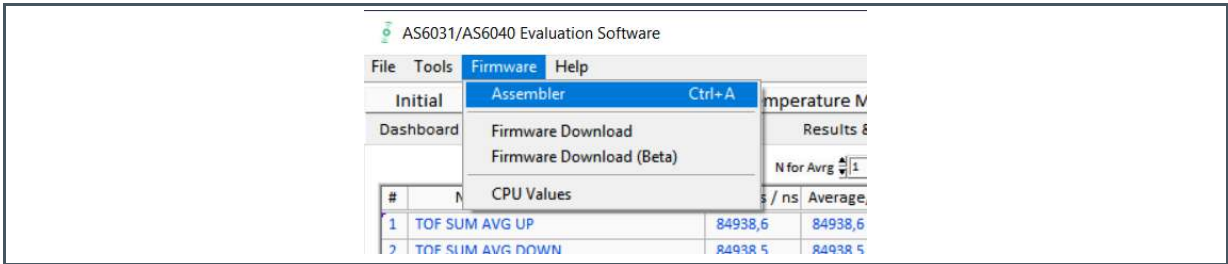 AS6031/AS6040 Evaluation Software
File Tools Firmware Help
Initial Assembler Ctrl+A mperature M
Dashboard Firmware Download Results &
Firmware Download (Beta)
N for Avrg 1
CPU Values
# N s / ns Average,
1 TOF SUM AVG UP 84938,6 84938,6
2 TOF SUM AVG DOWN 84938,5 84938,5